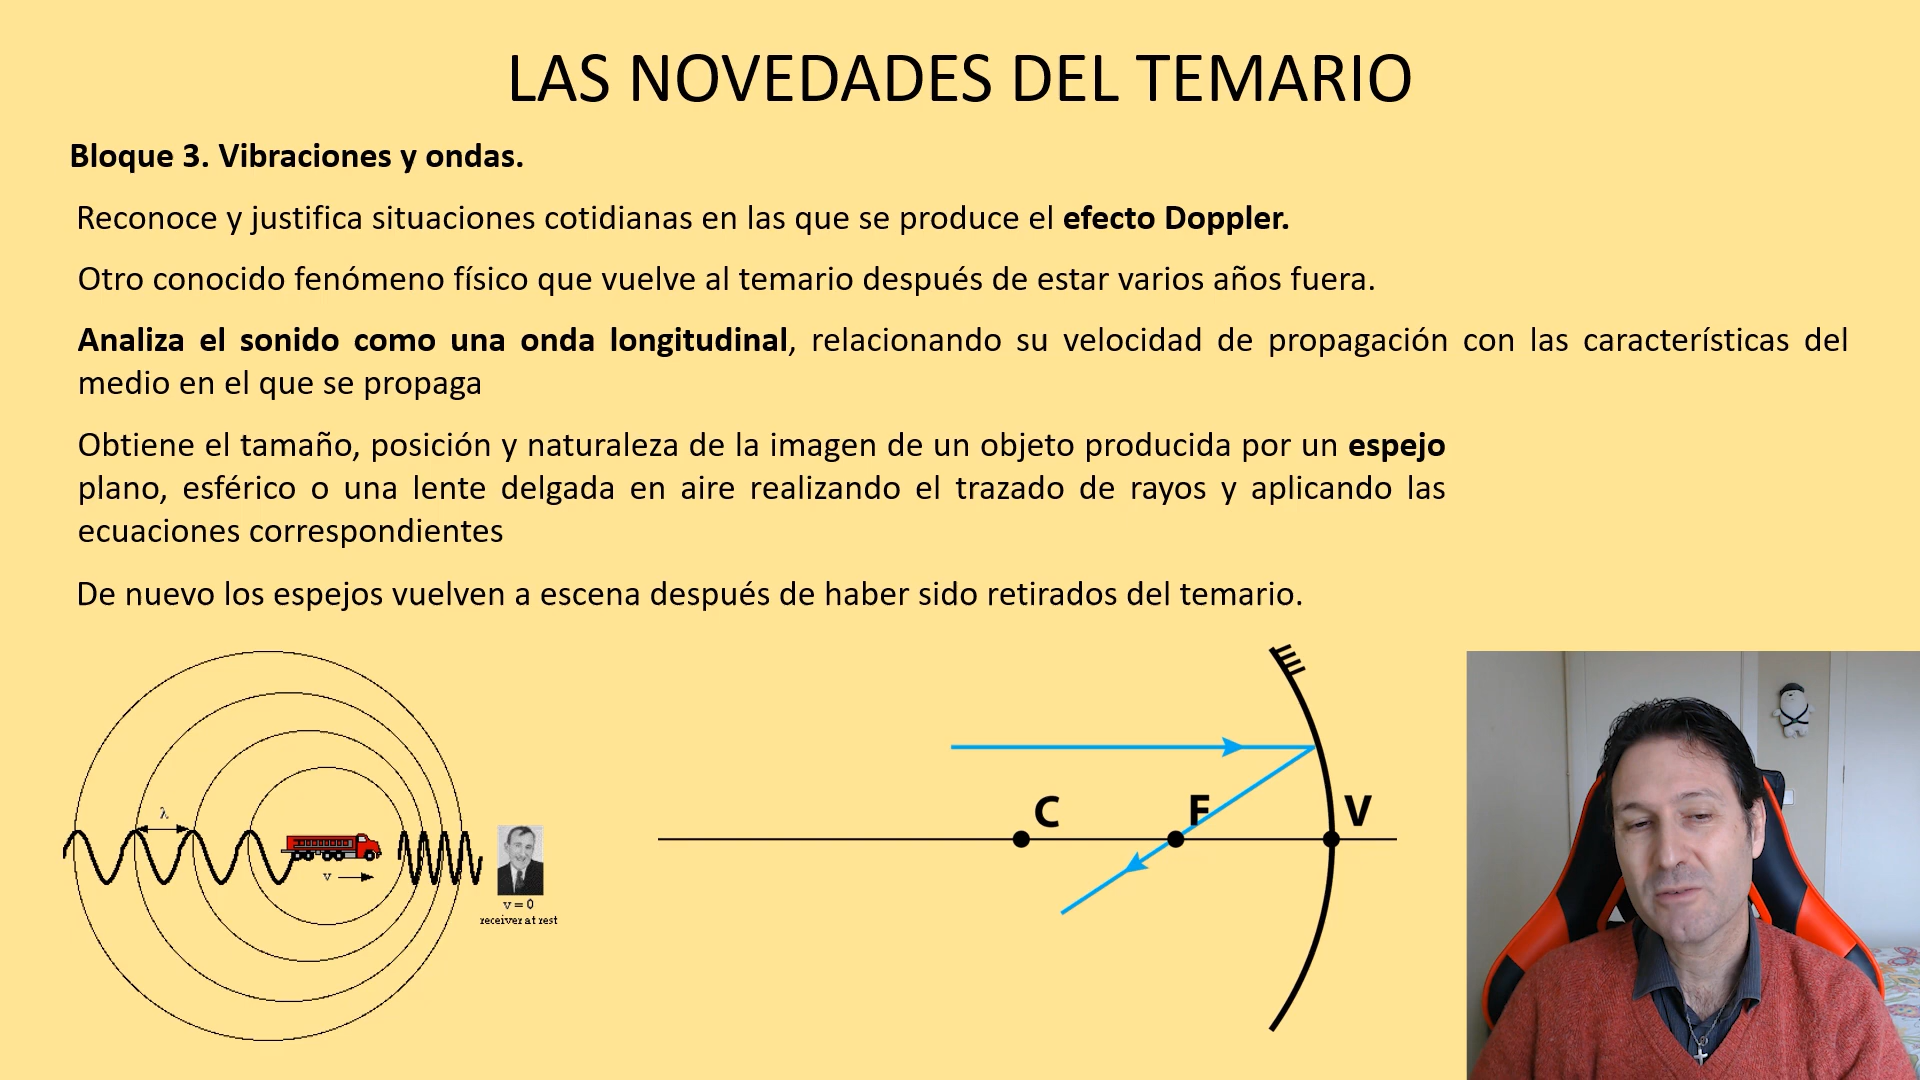 LAS NOVEDADES DEL TEMARIO
Bloque 3. Vibraciones y ondas.
Reconoce y justifica situaciones cotidianas en las que se produce el efecto Doppler.
Otro conocido fenómeno físico que vuelve al temario después de estar varios años fuera.
Analiza el sonido como una onda longitudinal, relacionando su velocidad de propagación con las características del
medio en el que se propaga
Obtiene el tamaño, posición y naturaleza de la imagen de un objeto producida por un espejo
plano, esférico o una lente delgada en aire realizando el trazado de rayos y aplicando las
ecuaciones correspondientes
De nuevo los espejos vuelven a escena después de haber sido retirados del temario.
λ
v
v = 0
receiver at rest
C
F
V